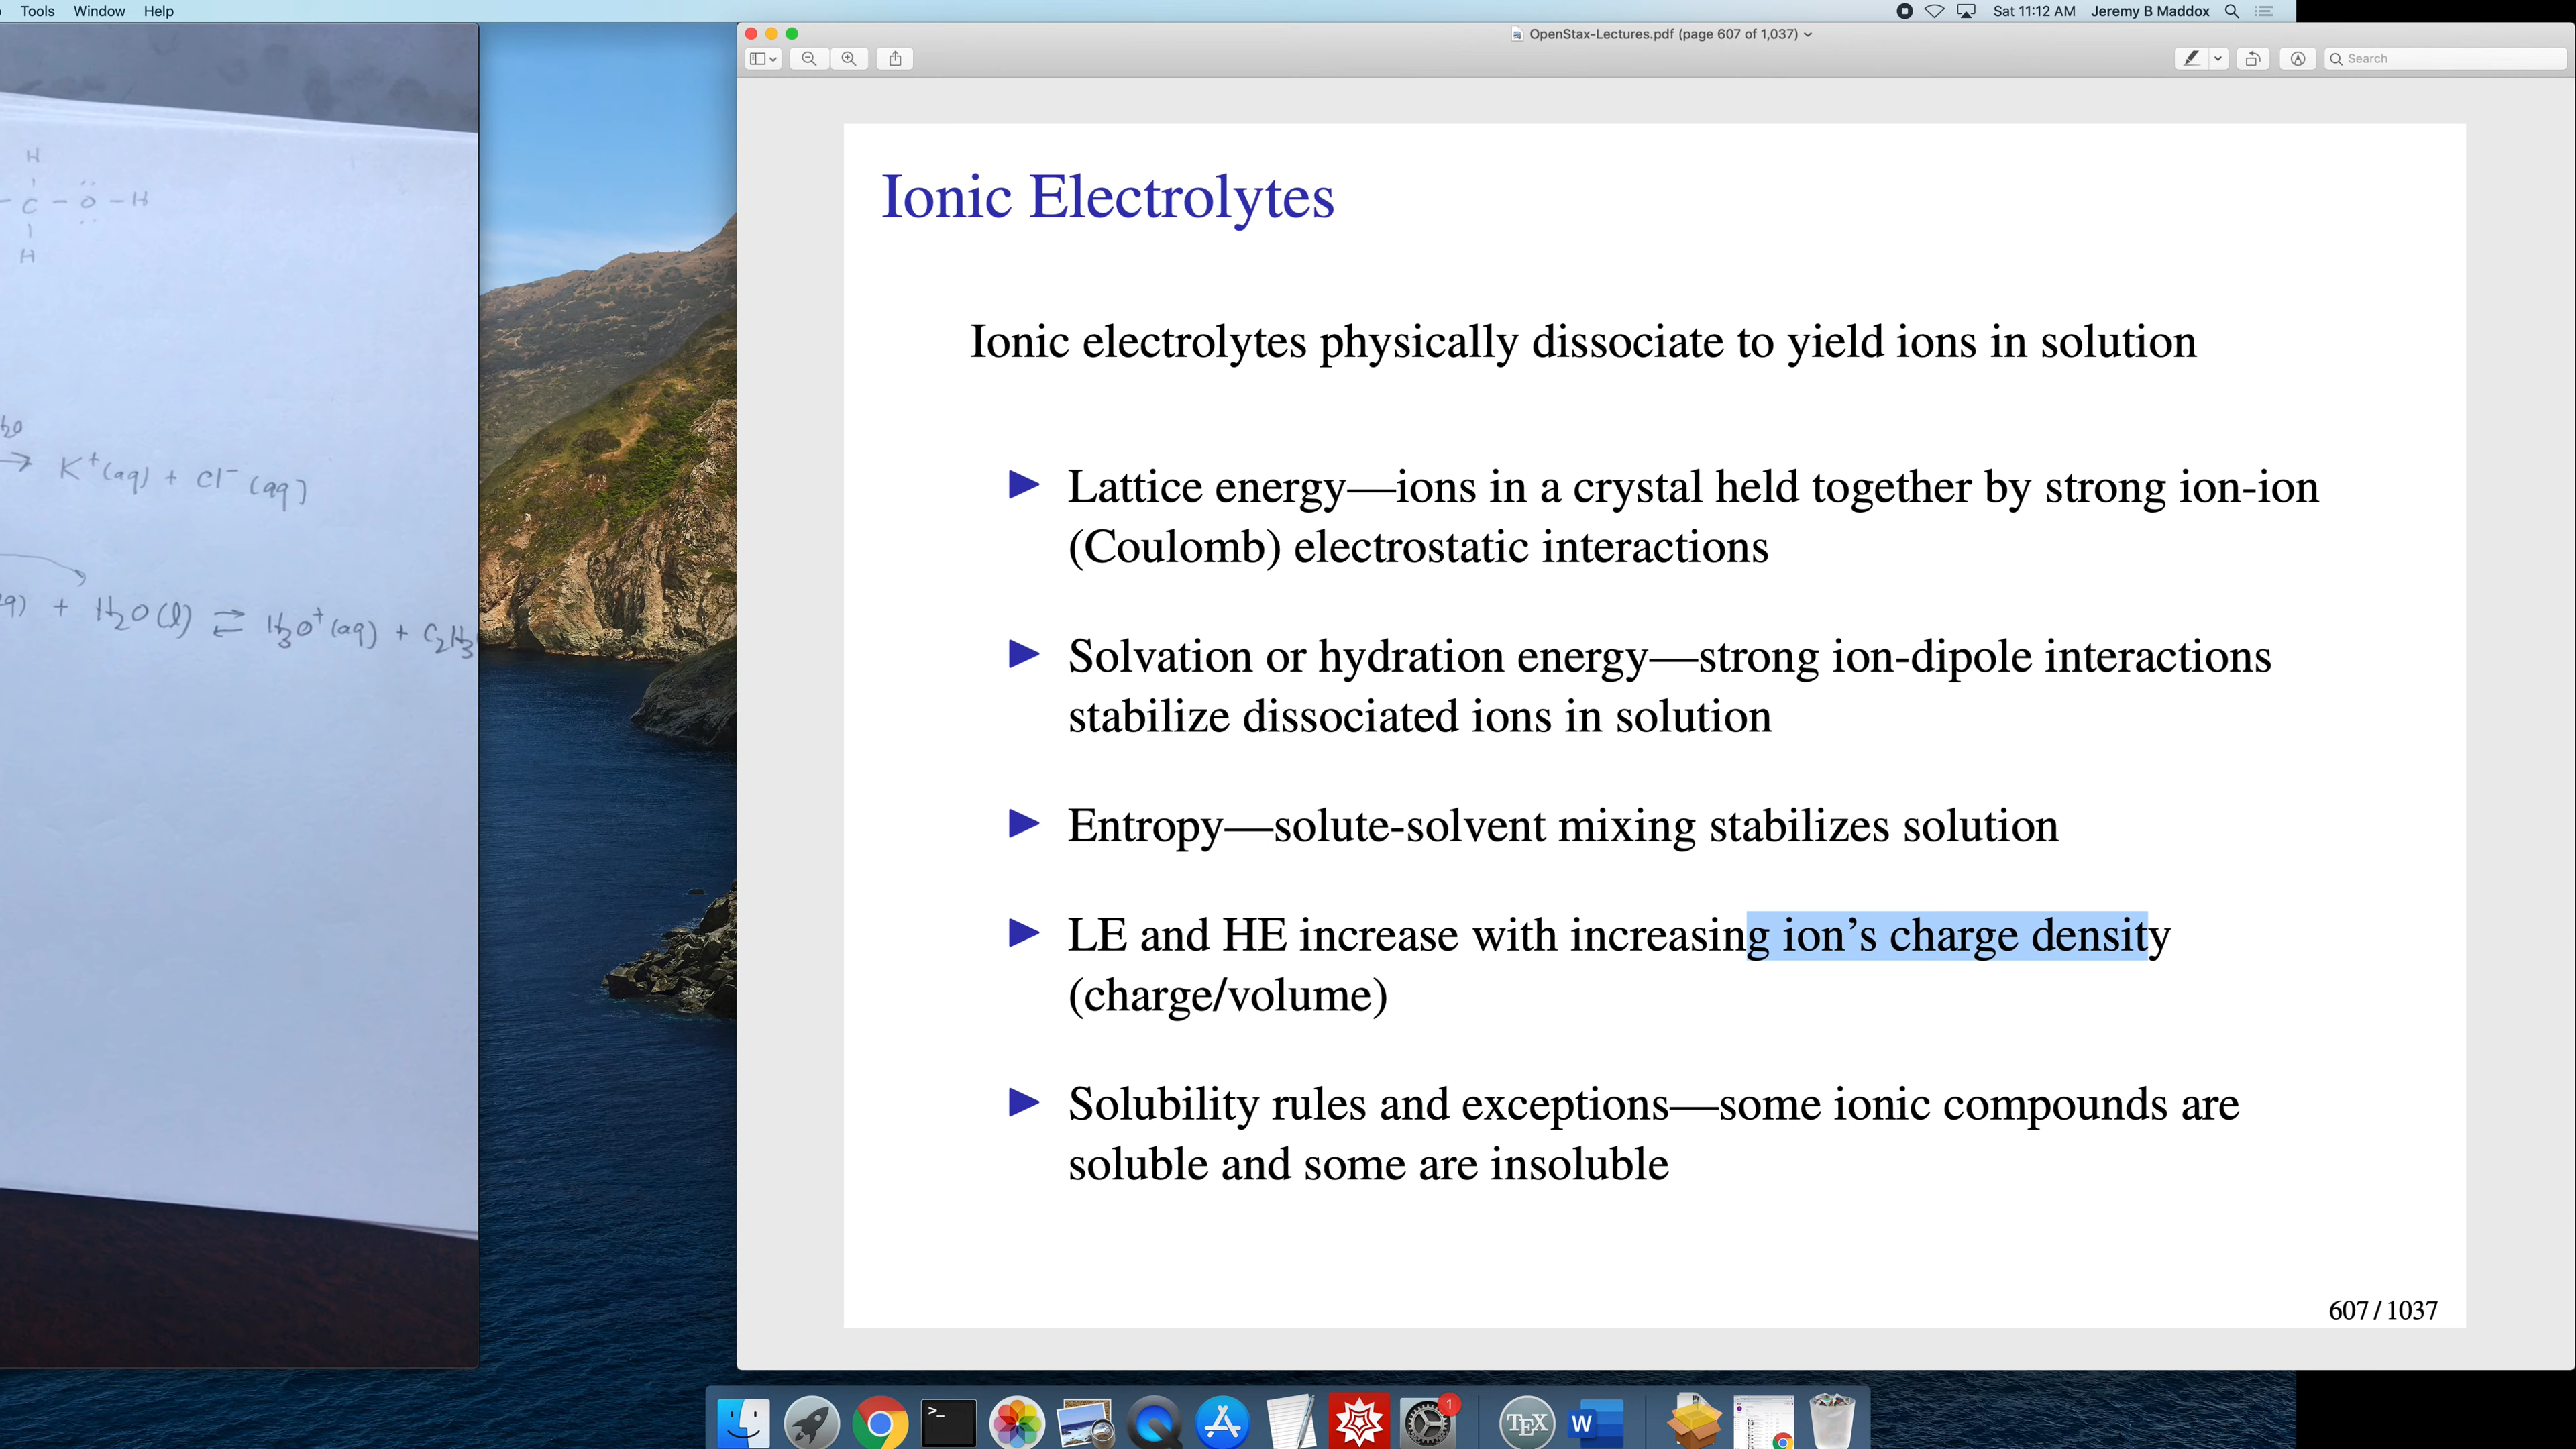 Tools Window Help
Sat 11:12 AM Jeremy B Maddox
OpenStax-Lectures.pdf (page 607 of 1,037)
Search
H
C - O - H
H
→ K⁺(aq) + Cl⁻(aq)
+ H₂O(l) ⇌ H₃O⁺(aq) + C₂H₃
Ionic Electrolytes
Ionic electrolytes physically dissociate to yield ions in solution
▶ Lattice energy—ions in a crystal held together by strong ion-ion
(Coulomb) electrostatic interactions
▶ Solvation or hydration energy—strong ion-dipole interactions
stabilize dissociated ions in solution
▶ Entropy—solute-solvent mixing stabilizes solution
▶ LE and HE increase with increasing ion's charge density
(charge/volume)
▶ Solubility rules and exceptions—some ionic compounds are
soluble and some are insoluble
607 / 1037
>_
1
TEX
W